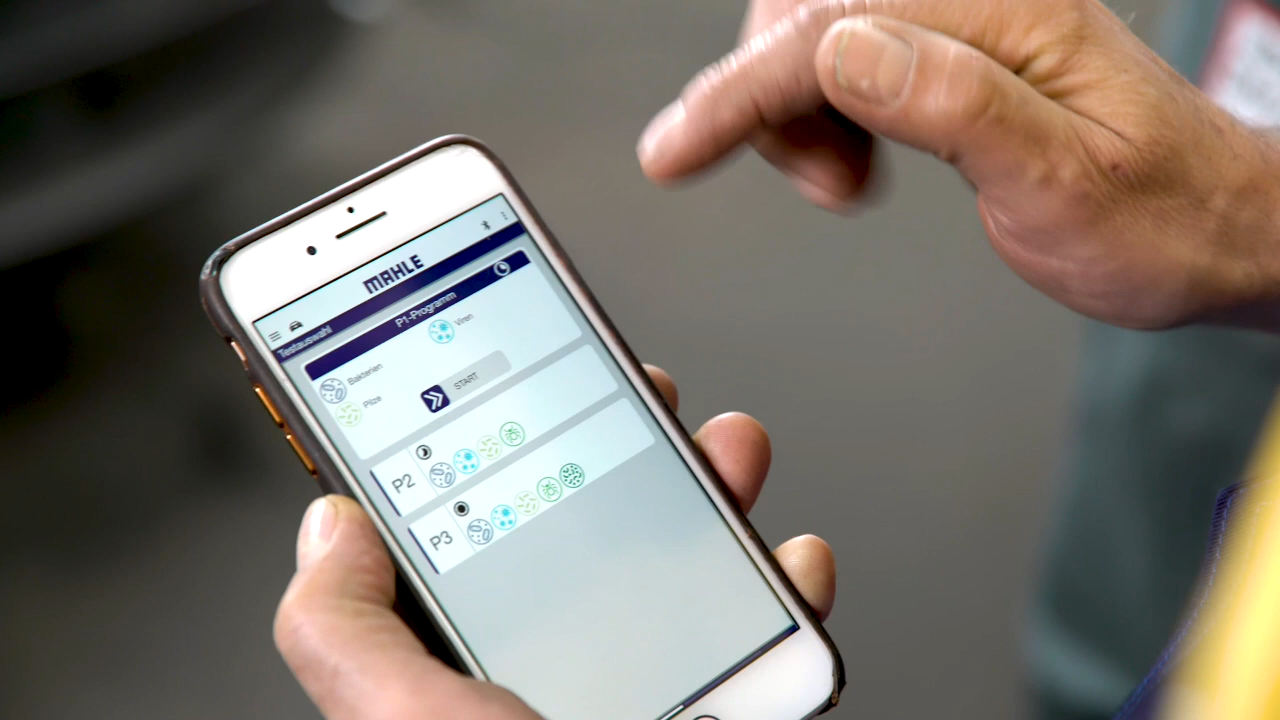 MAHLE
Testauswahl
P1-Programm
Bakterien
Viren
Pilze
START
P2
P3